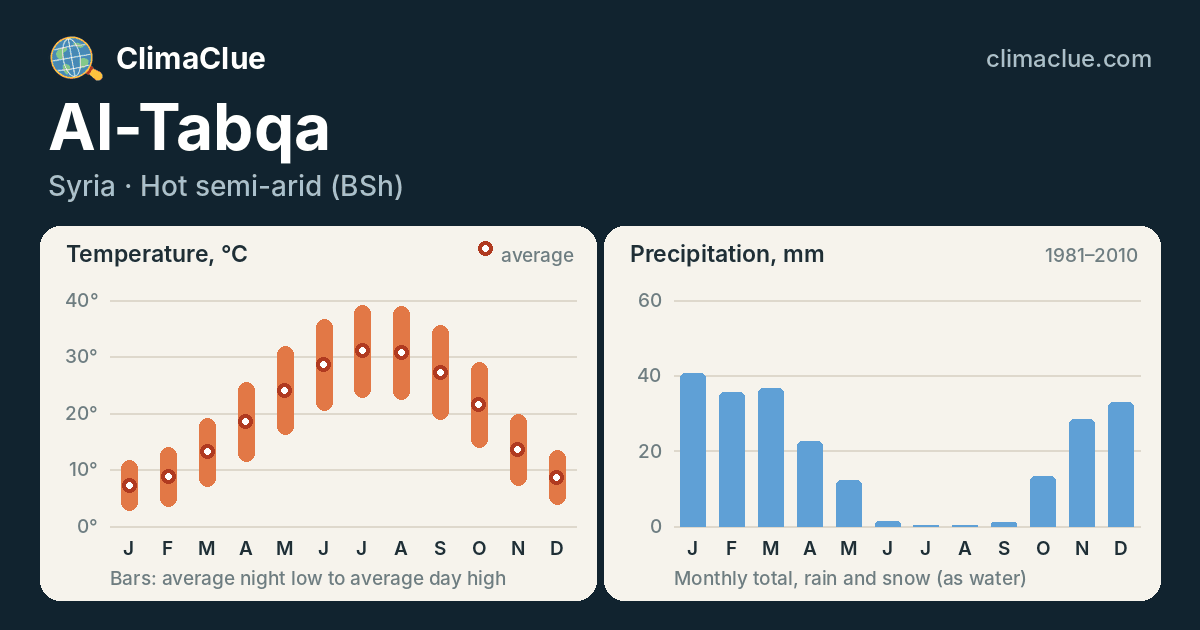 ClimaClue
climaclue.com
Al-Tabqa
Syria · Hot semi-arid (BSh)
Temperature, °C
average
40°
30°
20°
10°
0°
J F M A M J J A S O N D
Bars: average night low to average day high
Precipitation, mm
1981–2010
60
40
20
0
J F M A M J J A S O N D
Monthly total, rain and snow (as water)